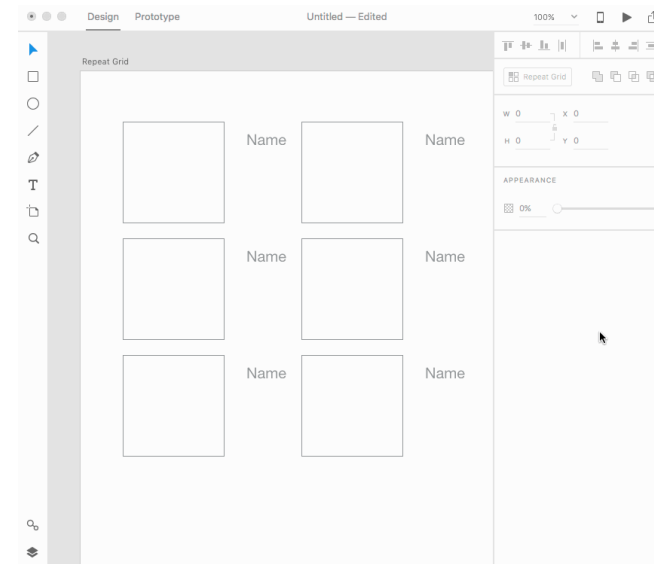 Design Prototype Untitled — Edited 100%
Repeat Grid
Repeat Grid
W 0 X 0
H 0 Y 0
APPEARANCE
0%
Name Name
Name Name
Name Name
T